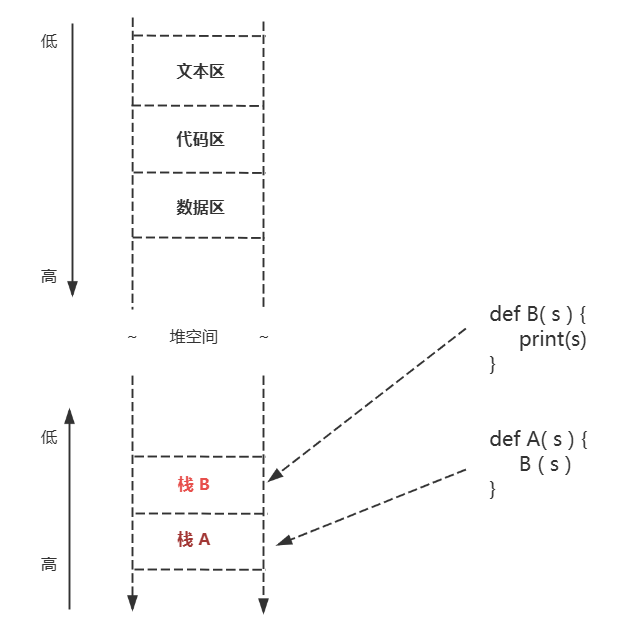 低
文本区
代码区
数据区
高
~ 堆空间 ~
def B( s ) {
print(s)
}
低
def A( s ) {
B ( s )
}
栈 B
栈 A
高